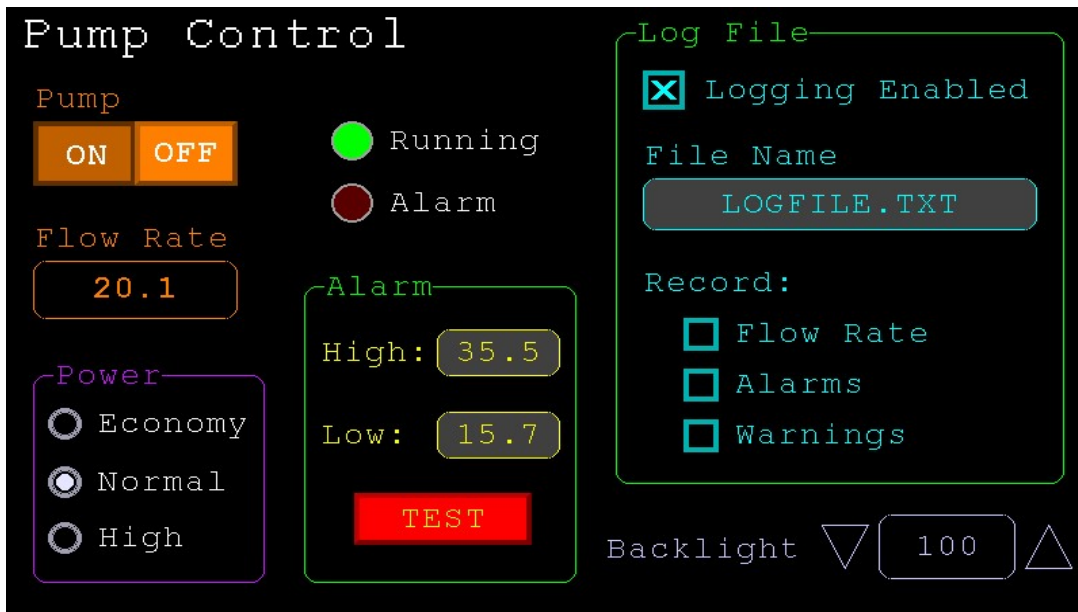 Pump Control
Pump
ON OFF
Running
Alarm
Flow Rate
20.1
Power
Economy
Normal
High
Alarm
High: 35.5
Low: 15.7
TEST
Log File
Logging Enabled
File Name
LOGFILE.TXT
Record:
Flow Rate
Alarms
Warnings
Backlight 100